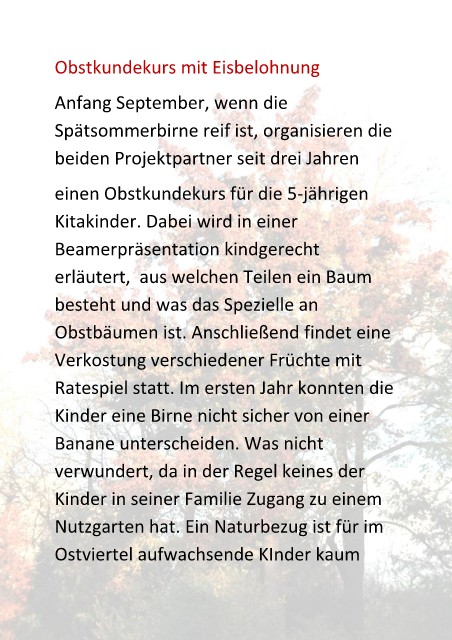 Obstkundekurs mit Eisbelohnung
Anfang September, wenn die
Spätsommerbirne reif ist, organisieren die
beiden Projektpartner seit drei Jahren
einen Obstkundekurs für die 5-jährigen
Kitakinder. Dabei wird in einer
Beamerpräsentation kindgerecht
erläutert,  aus welchen Teilen ein Baum
besteht und was das Spezielle an
Obstbäumen ist. Anschließend findet eine
Verkostung verschiedener Früchte mit
Ratespiel statt. Im ersten Jahr konnten die
Kinder eine Birne nicht sicher von einer
Banane unterscheiden. Was nicht
verwundert, da in der Regel keines der
Kinder in seiner Familie Zugang zu einem
Nutzgarten hat. Ein Naturbezug ist für im
Ostviertel aufwachsende KInder kaum